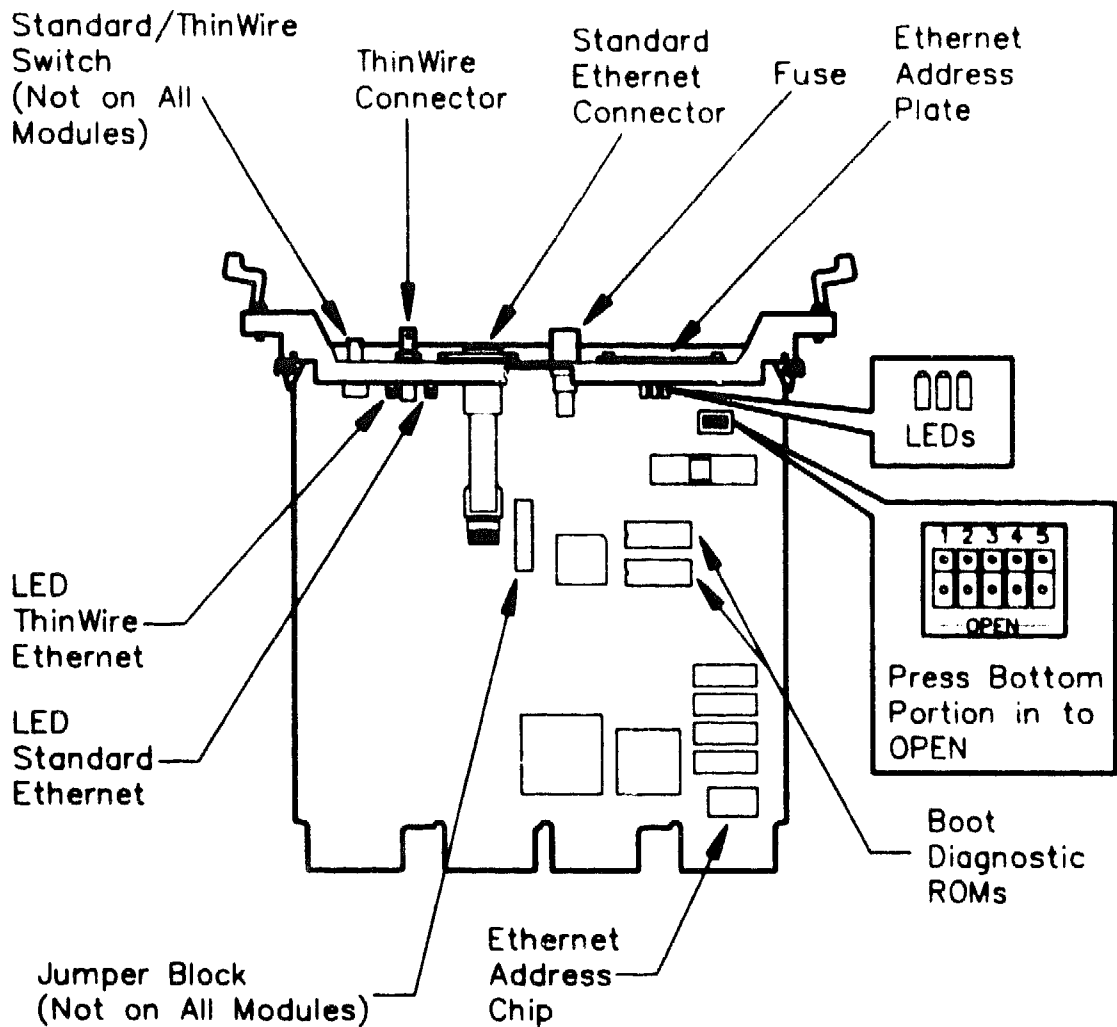 Standard/ThinWire
Switch
(Not on All
Modules)
ThinWire
Connector
Standard
Ethernet
Connector
Fuse
Ethernet
Address
Plate
LEDs
1 2 3 4 5
OPEN
Press Bottom
Portion in to
OPEN
LED
ThinWire
Ethernet
LED
Standard
Ethernet
Boot
Diagnostic
ROMs
Jumper Block
(Not on All Modules)
Ethernet
Address
Chip